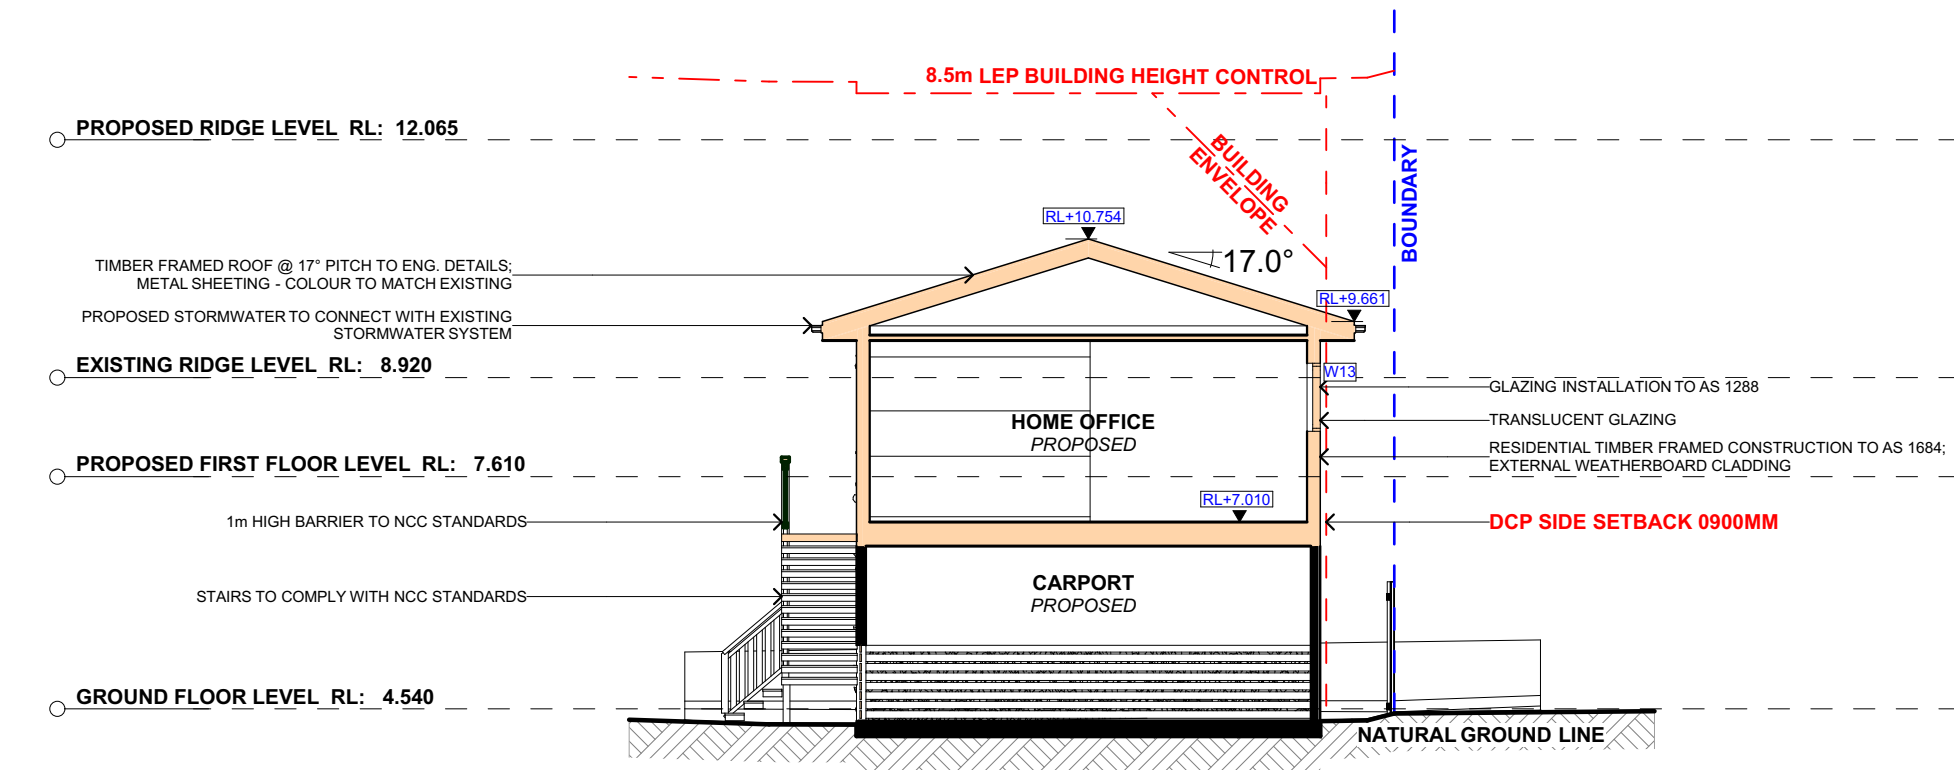 8.5m LEP BUILDING HEIGHT CONTROL
PROPOSED RIDGE LEVEL  RL:  12.065
BUILDING
ENVELOPE
BOUNDARY
RL+10.754
17.0°
TIMBER FRAMED ROOF @ 17° PITCH TO ENG. DETAILS;
METAL SHEETING - COLOUR TO MATCH EXISTING
RL+9.661
PROPOSED STORMWATER TO CONNECT WITH EXISTING
STORMWATER SYSTEM
EXISTING RIDGE LEVEL  RL:  8.920
W13
GLAZING INSTALLATION TO AS 1288
HOME OFFICE
PROPOSED
TRANSLUCENT GLAZING
RESIDENTIAL TIMBER FRAMED CONSTRUCTION TO AS 1684;
EXTERNAL WEATHERBOARD CLADDING
PROPOSED FIRST FLOOR LEVEL  RL:  7.610
RL+7.010
1m HIGH BARRIER TO NCC STANDARDS
DCP SIDE SETBACK 0900MM
CARPORT
PROPOSED
STAIRS TO COMPLY WITH NCC STANDARDS
GROUND FLOOR LEVEL  RL:  4.540
NATURAL GROUND LINE